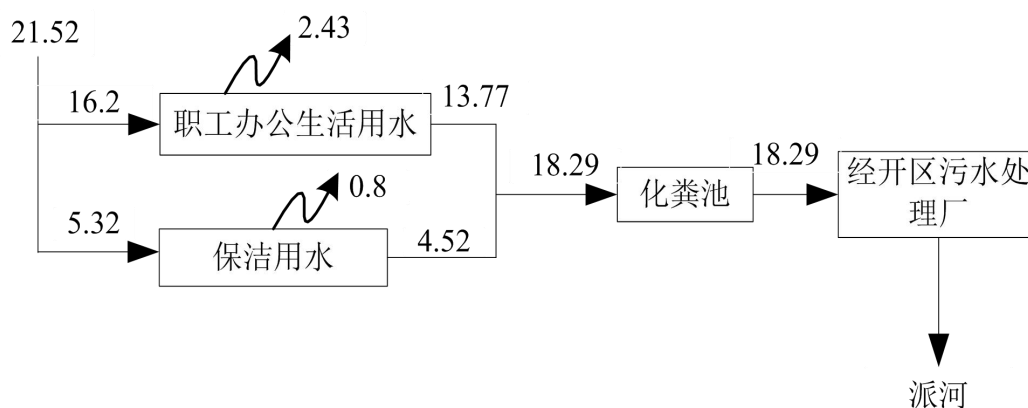 21.52
2.43
16.2
职工办公生活用水
13.77
18.29
化粪池
18.29
经开区污水处
理厂
5.32
0.8
保洁用水
4.52
派河